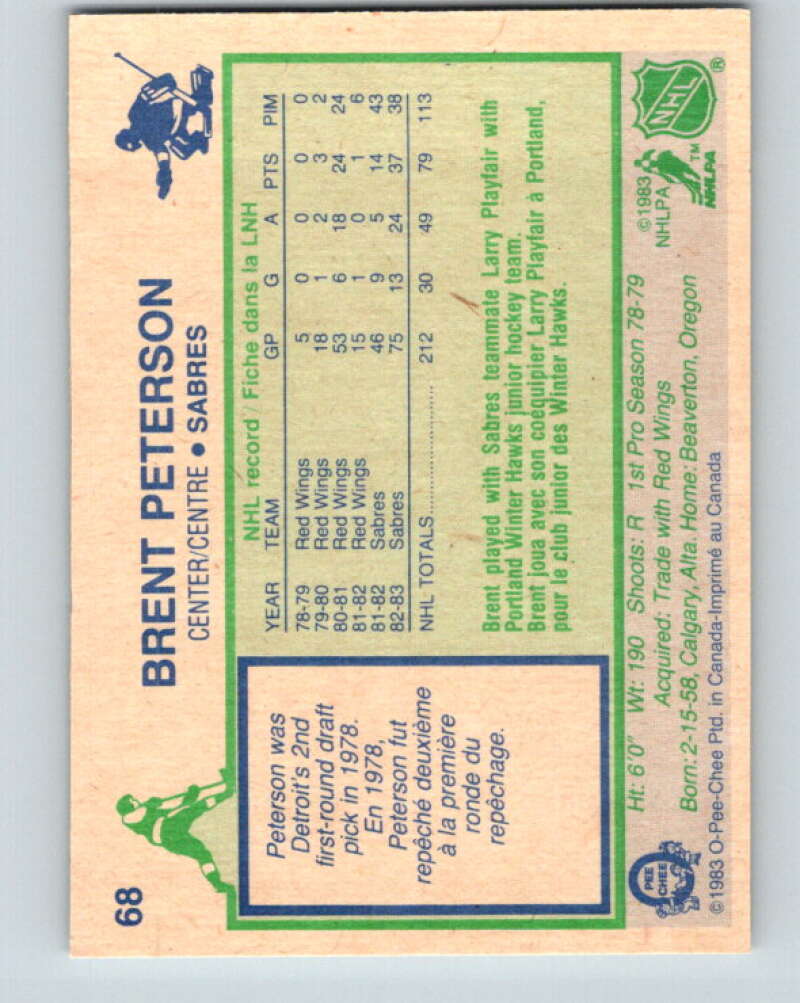 68
BRENT PETERSON
CENTER/CENTRE • SABRES
NHL record / Fiche dans la LNH
YEAR TEAM GP G A PTS PIM
78-79 Red Wings 5 0 0 0 0
79-80 Red Wings 18 1 2 3 2
80-81 Red Wings 53 6 18 24 24
81-82 Red Wings 15 1 0 1 6
81-82 Sabres 46 9 5 14 43
82-83 Sabres 75 13 24 37 38
NHL TOTALS.................. 212 30 49 79 113
Peterson was
Detroit's 2nd
first-round draft
pick in 1978.
En 1978,
Peterson fut
repêché deuxième
à la première
ronde du
repêchage.
Brent played with Sabres teammate Larry Playfair with
Portland Winter Hawks junior hockey team.
Brent joua avec son coéquipier Larry Playfair à Portland,
pour le club junior des Winter Hawks.
Ht: 6'0" Wt: 190 Shoots: R 1st Pro Season 78-79
Acquired: Trade with Red Wings
Born: 2-15-58, Calgary, Alta. Home: Beaverton, Oregon
©1983 O-Pee-Chee Ptd. in Canada-Imprimé au Canada
O
PEE
CHEE
©1983
NHLPA
TM
NHLPA
NHL
®